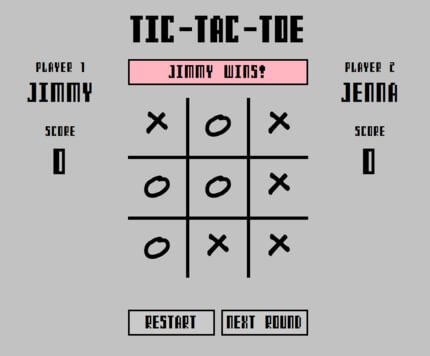 TIC-TAC-TOE
JIMMY WINS!
PLAYER 1
JIMMY
SCORE
0
PLAYER 2
JENNA
SCORE
0
X O X
O O X
O X X
RESTART
NEXT ROUND